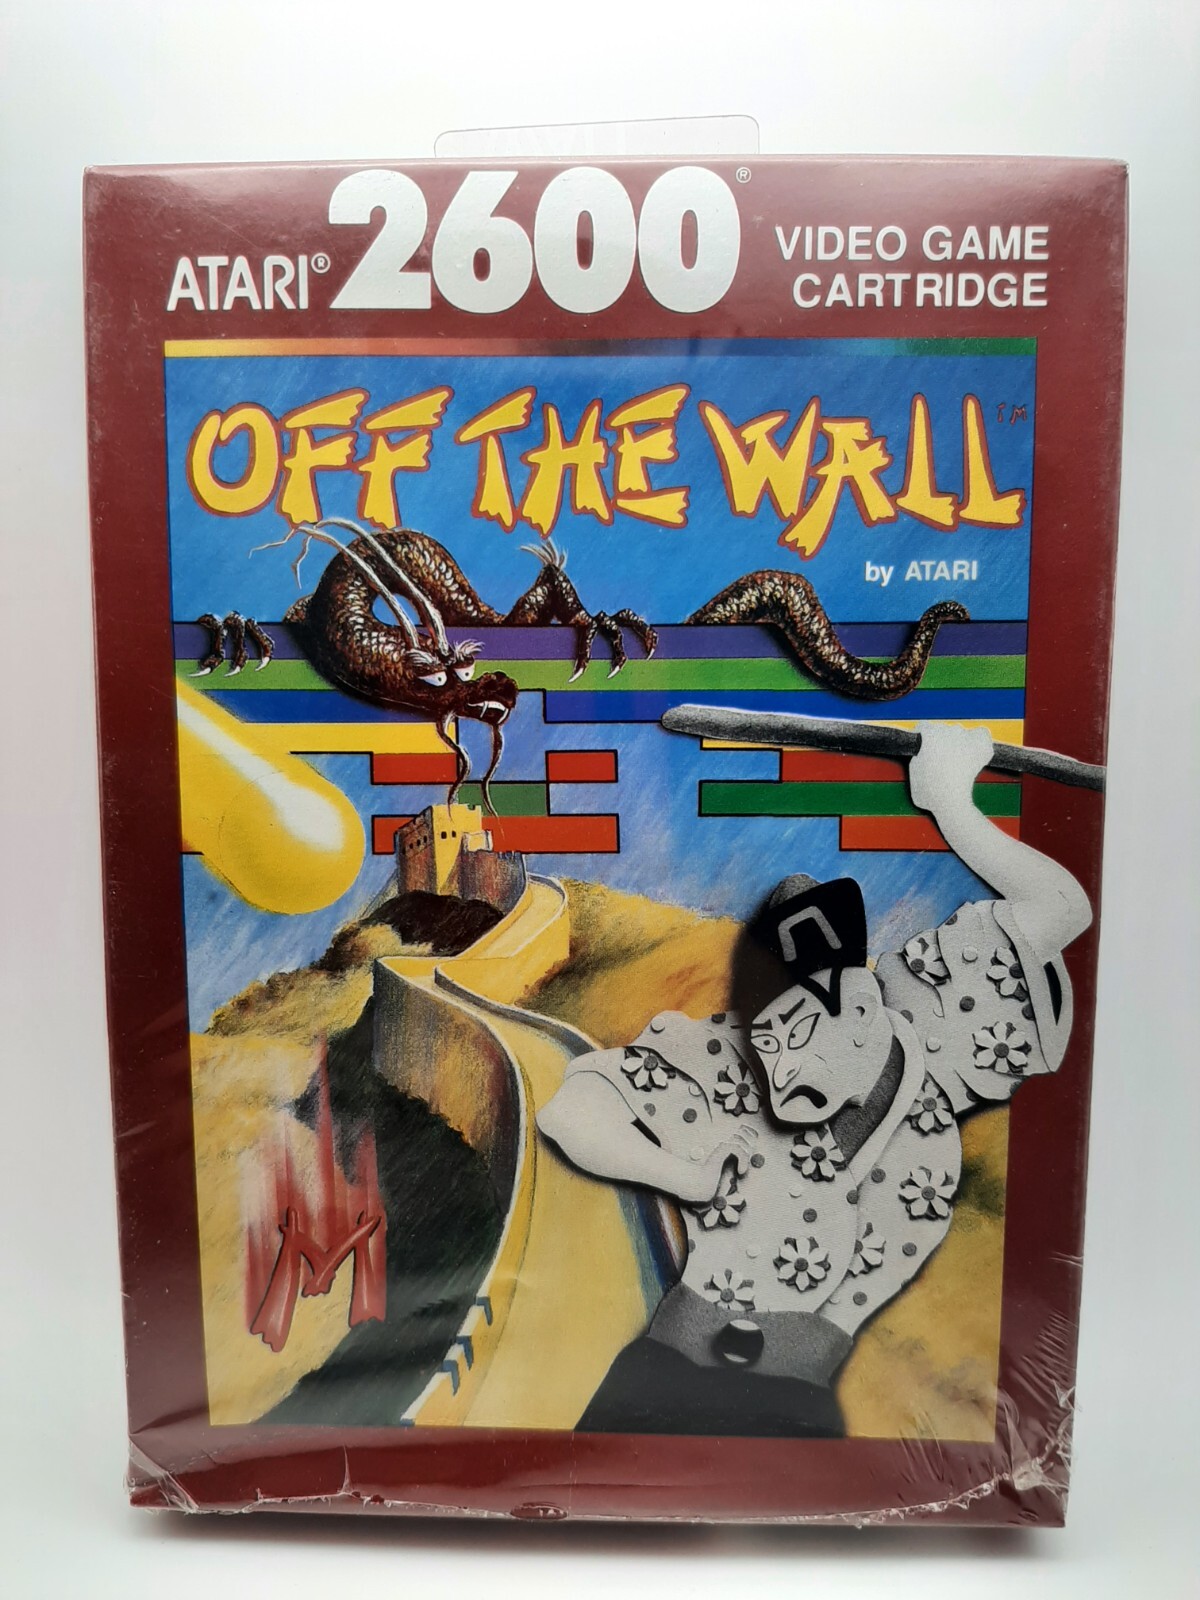 ATARI® 2600®
VIDEO GAME
CARTRIDGE
OFF THE WALL™
by ATARI
M